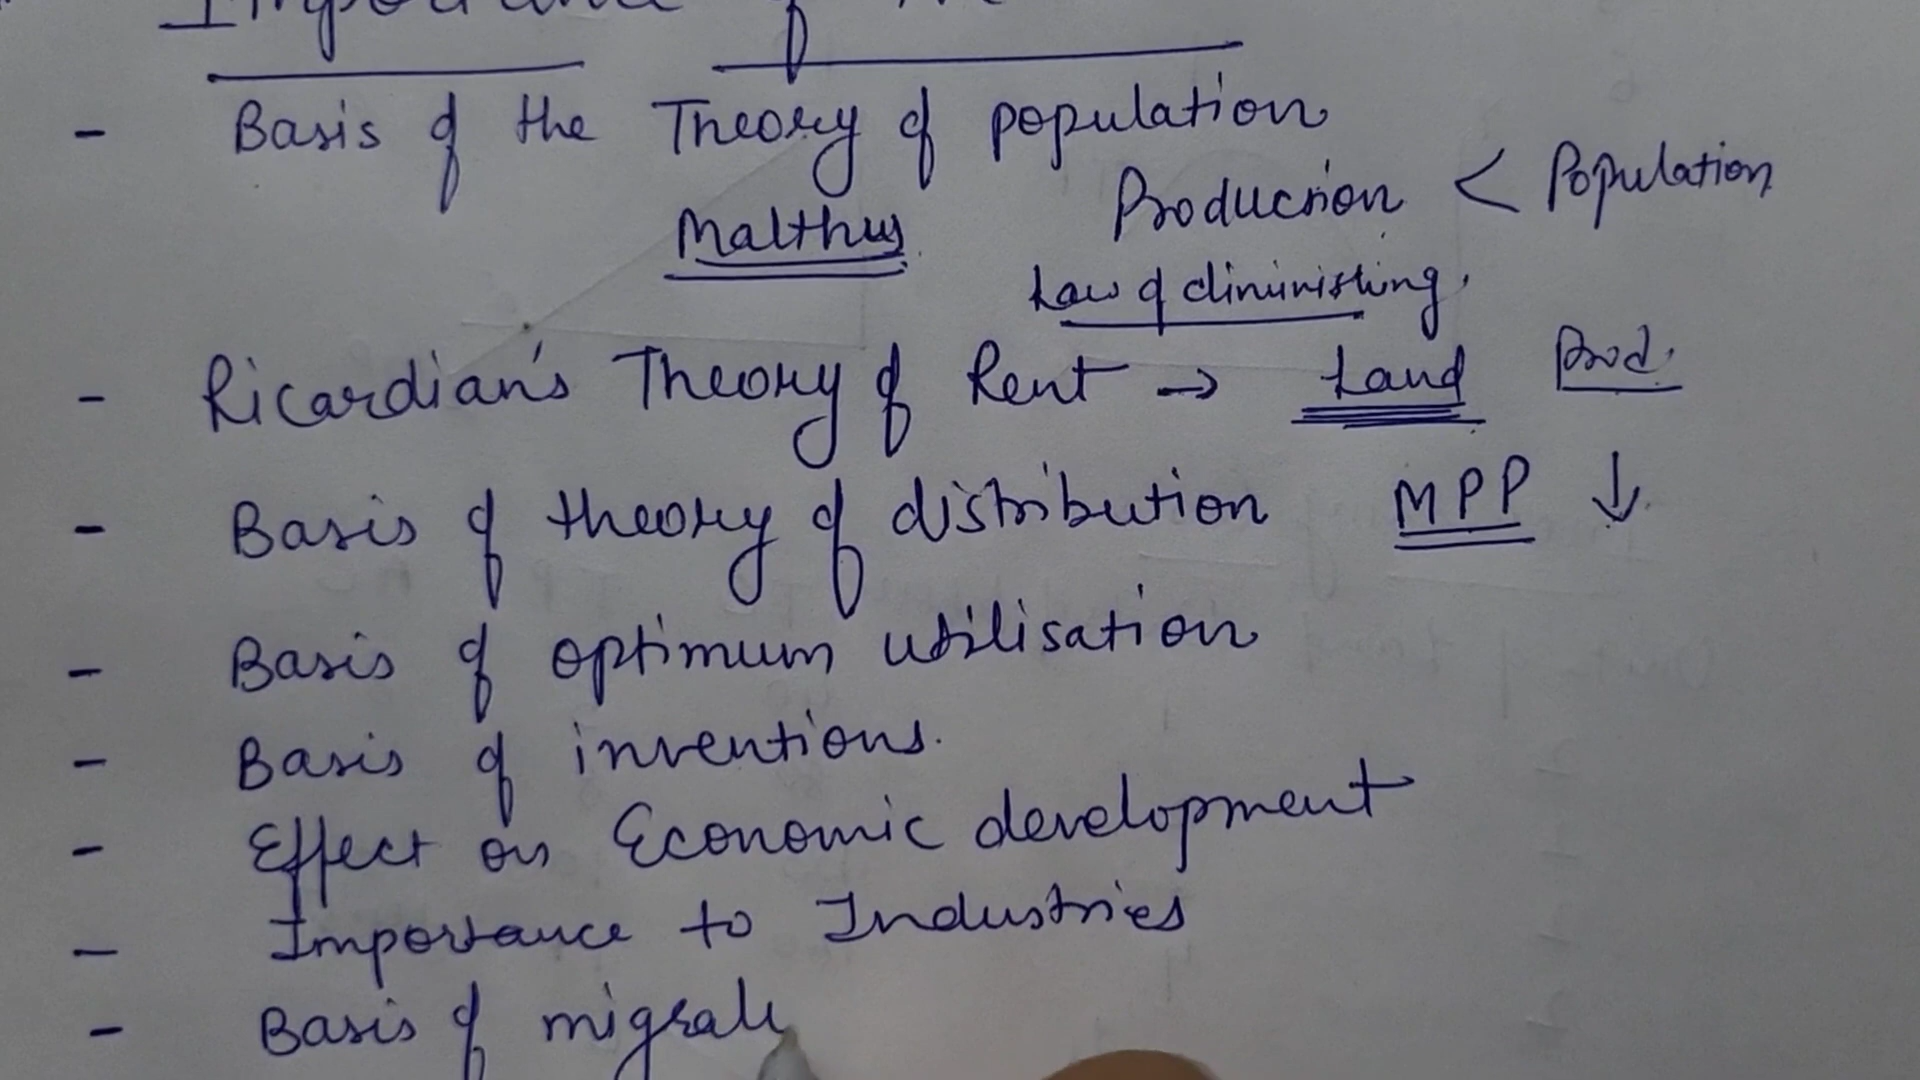 Importance of
- Basis of the Theory of population
Malthus Production < Population
Law of diminishing
- Ricardian's Theory of Rent → Land Prod.
- Basis of theory of distribution MPP ↓
- Basis of optimum utilisation
- Basis of inventions.
- Effect on Economic development
- Importance to Industries
- Basis of migrati